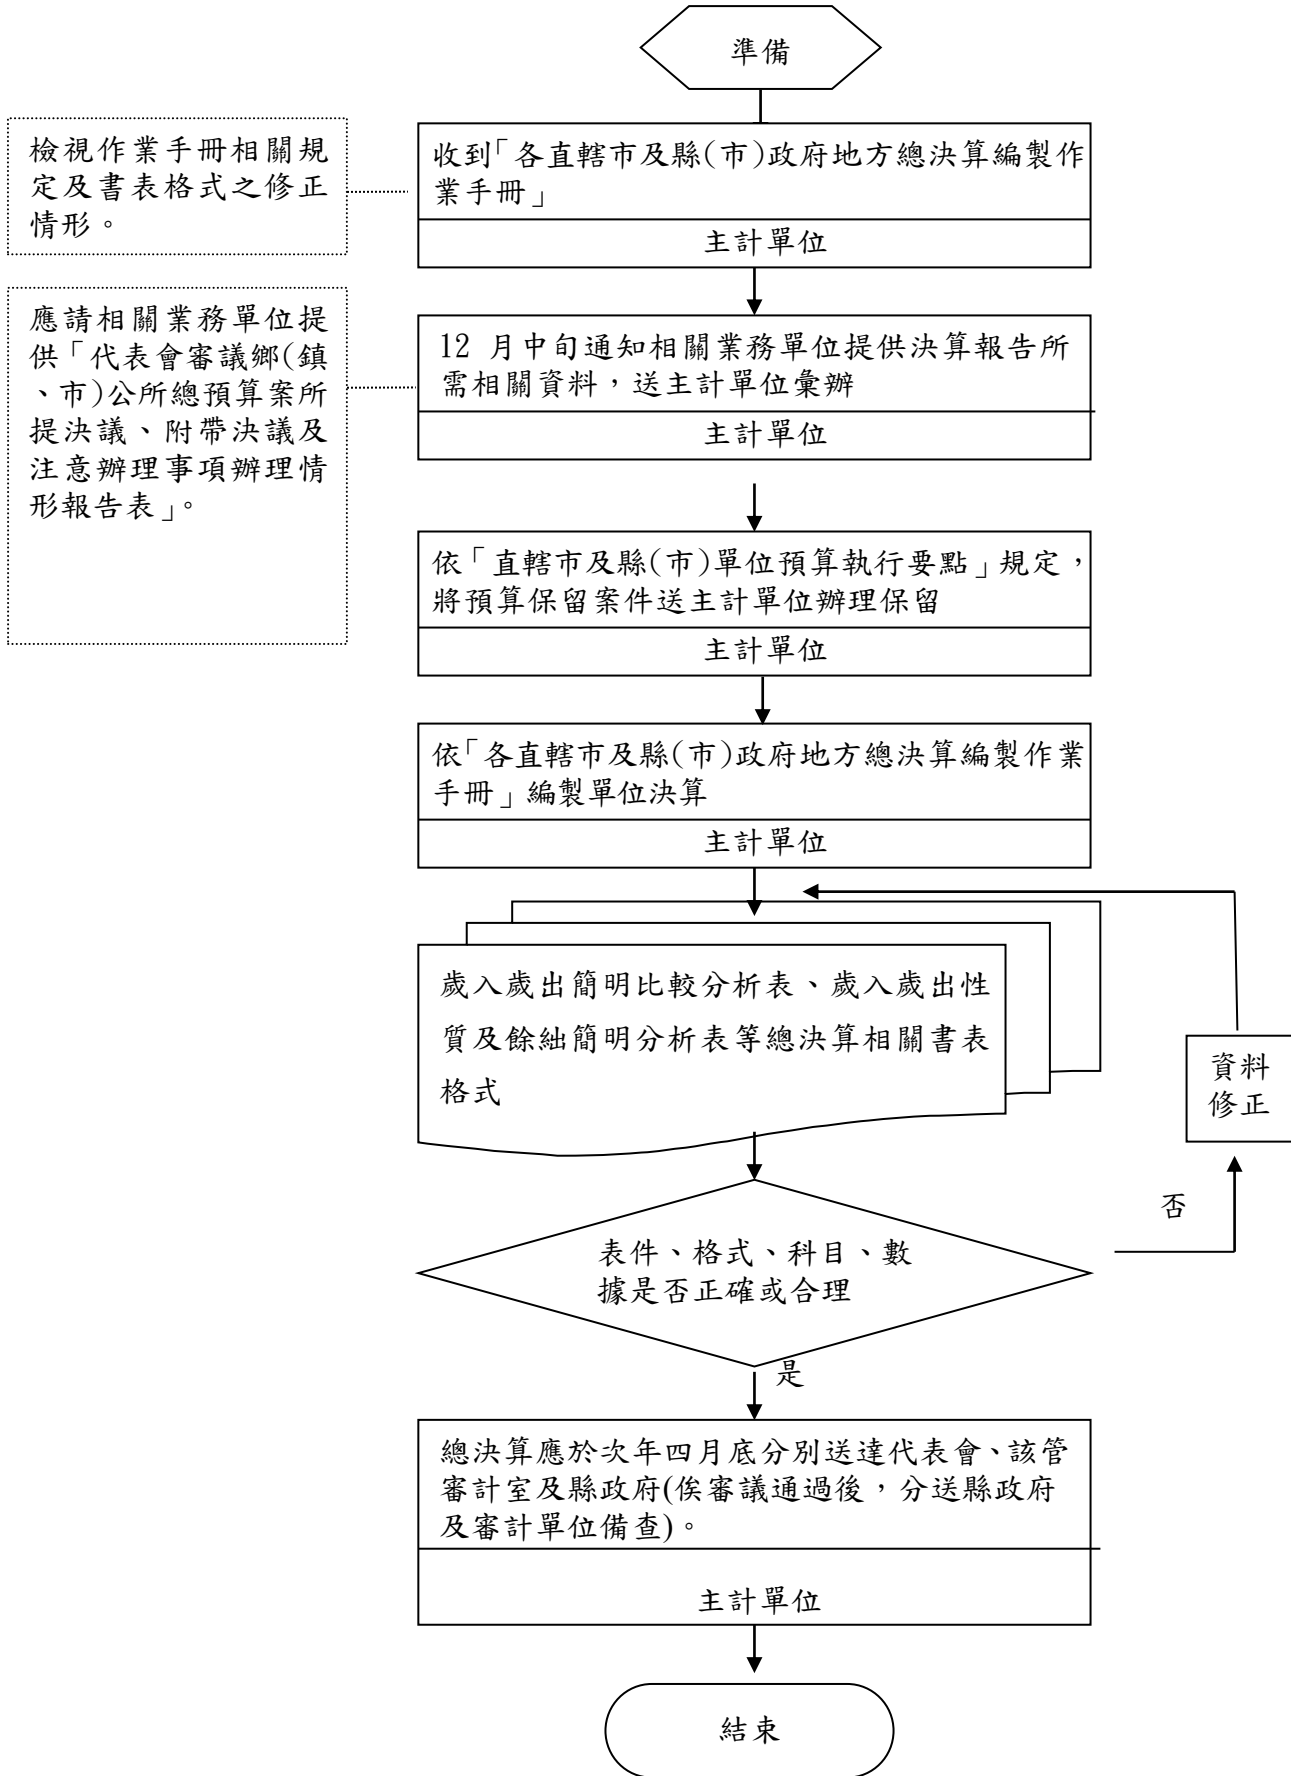 準備
檢視作業手冊相關規
定及書表格式之修正
情形。
收到「各直轄市及縣(市)政府地方總決算編製作
業手冊」
主計單位
應請相關業務單位提
供「代表會審議鄉(鎮
、市)公所總預算案所
提決議、附帶決議及
注意辦理事項辦理情
形報告表」。
12 月中旬通知相關業務單位提供決算報告所
需相關資料，送主計單位彙辦
主計單位
依「直轄市及縣(市)單位預算執行要點」規定，
將預算保留案件送主計單位辦理保留
主計單位
依「各直轄市及縣(市)政府地方總決算編製作業
手冊」編製單位決算
主計單位
歲入歲出簡明比較分析表、歲入歲出性
質及餘絀簡明分析表等總決算相關書表
格式
資料
修正
否
表件、格式、科目、數
據是否正確或合理
是
總決算應於次年四月底分別送達代表會、該管
審計室及縣政府(俟審議通過後，分送縣政府
及審計單位備查)。
主計單位
結束